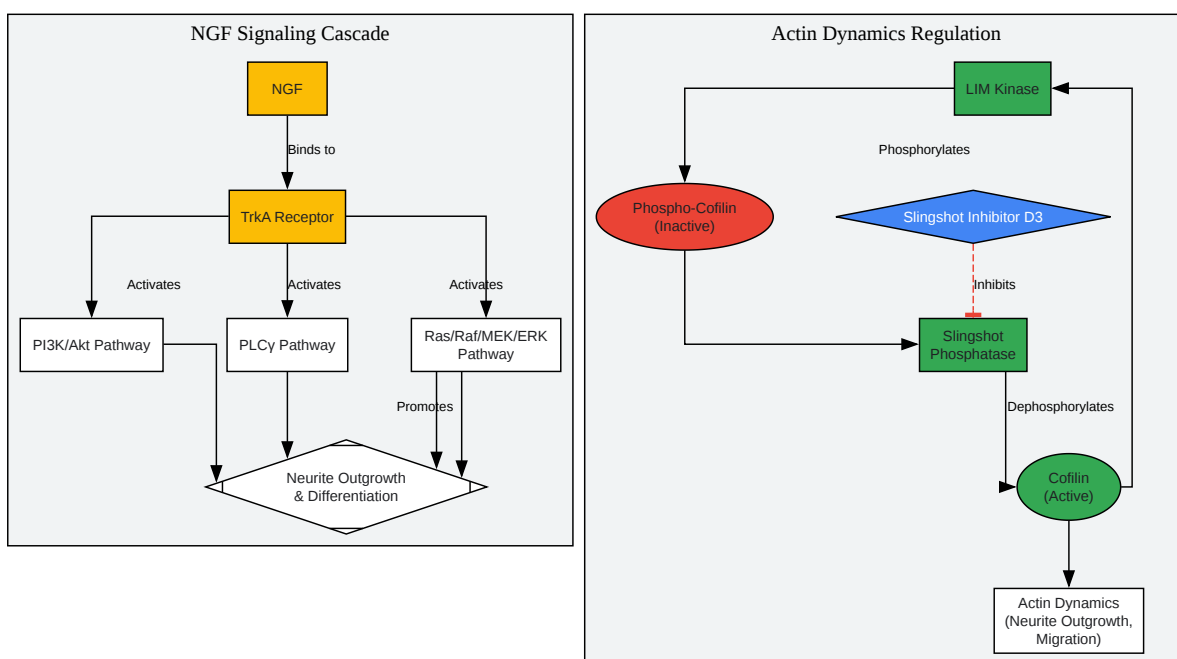 NGF Signaling Cascade
NGF
Binds to
TrkA Receptor
Activates
Activates
Activates
PI3K/Akt Pathway
PLCγ Pathway
Ras/Raf/MEK/ERK
Pathway
Promotes
Neurite Outgrowth
& Differentiation
Actin Dynamics Regulation
LIM Kinase
Phosphorylates
Phospho-Cofilin
(Inactive)
Slingshot Inhibitor D3
Inhibits
Slingshot
Phosphatase
Dephosphorylates
Cofilin
(Active)
Actin Dynamics
(Neurite Outgrowth,
Migration)